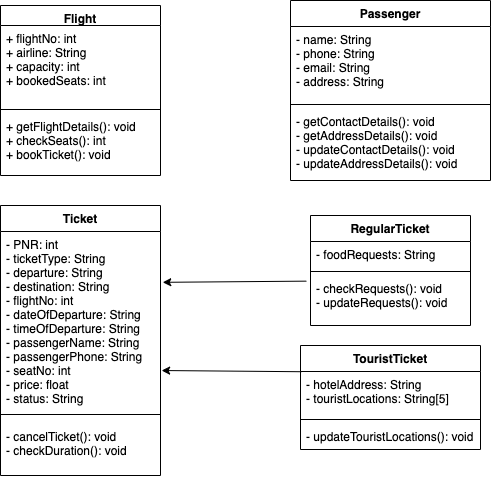 Flight
+ flightNo: int
+ airline: String
+ capacity: int
+ bookedSeats: int
+ getFlightDetails(): void
+ checkSeats(): int
+ bookTicket(): void
Passenger
- name: String
- phone: String
- email: String
- address: String
- getContactDetails(): void
- getAddressDetails(): void
- updateContactDetails(): void
- updateAddressDetails(): void
Ticket
- PNR: int
- ticketType: String
- departure: String
- destination: String
- flightNo: int
- dateOfDeparture: String
- timeOfDeparture: String
- passengerName: String
- passengerPhone: String
- seatNo: int
- price: float
- status: String
- cancelTicket(): void
- checkDuration(): void
RegularTicket
- foodRequests: String
- checkRequests(): void
- updateRequests(): void
TouristTicket
- hotelAddress: String
- touristLocations: String[5]
- updateTouristLocations(): void